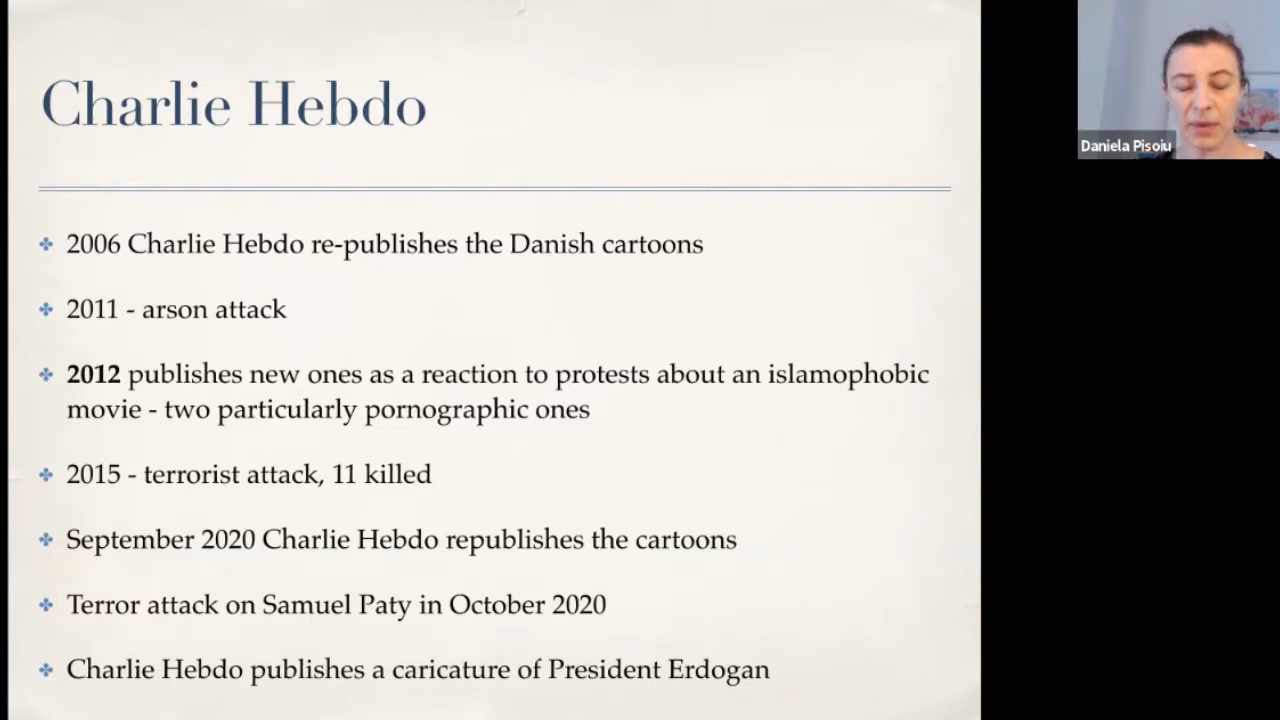 Charlie Hebdo
2006 Charlie Hebdo re-publishes the Danish cartoons
2011 - arson attack
2012 publishes new ones as a reaction to protests about an islamophobic
movie - two particularly pornographic ones
2015 - terrorist attack, 11 killed
September 2020 Charlie Hebdo republishes the cartoons
Terror attack on Samuel Paty in October 2020
Charlie Hebdo publishes a caricature of President Erdogan
Daniela Pisoiu